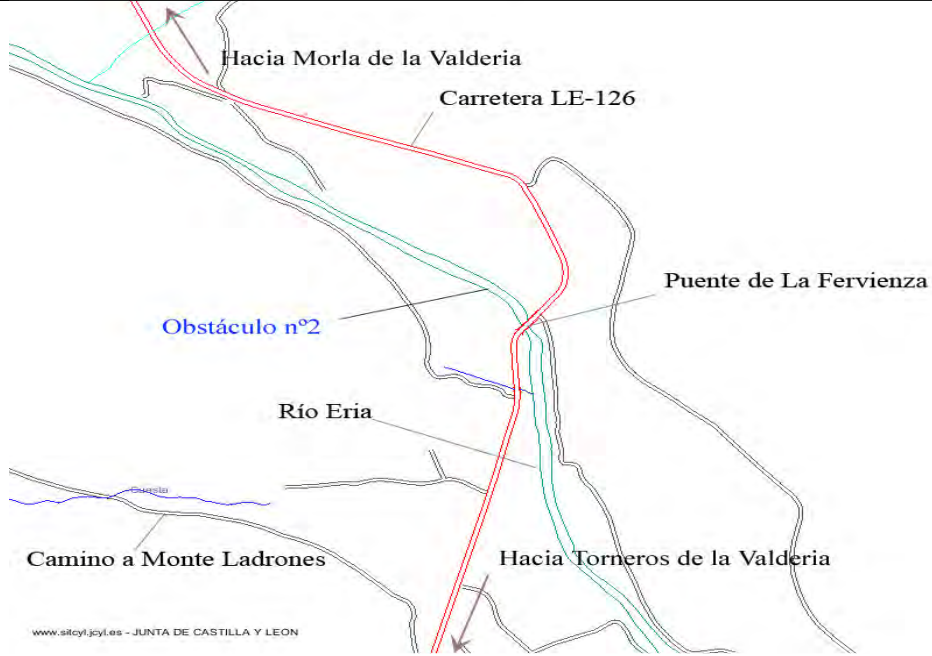 Hacia Morla de la Valderia
Carretera LE-126
Puente de La Fervienza
Obstáculo nº2
Río Eria
Cuesta
Camino a Monte Ladrones
Hacia Torneros de la Valderia
www.sitcyl.jcyl.es - JUNTA DE CASTILLA Y LEON